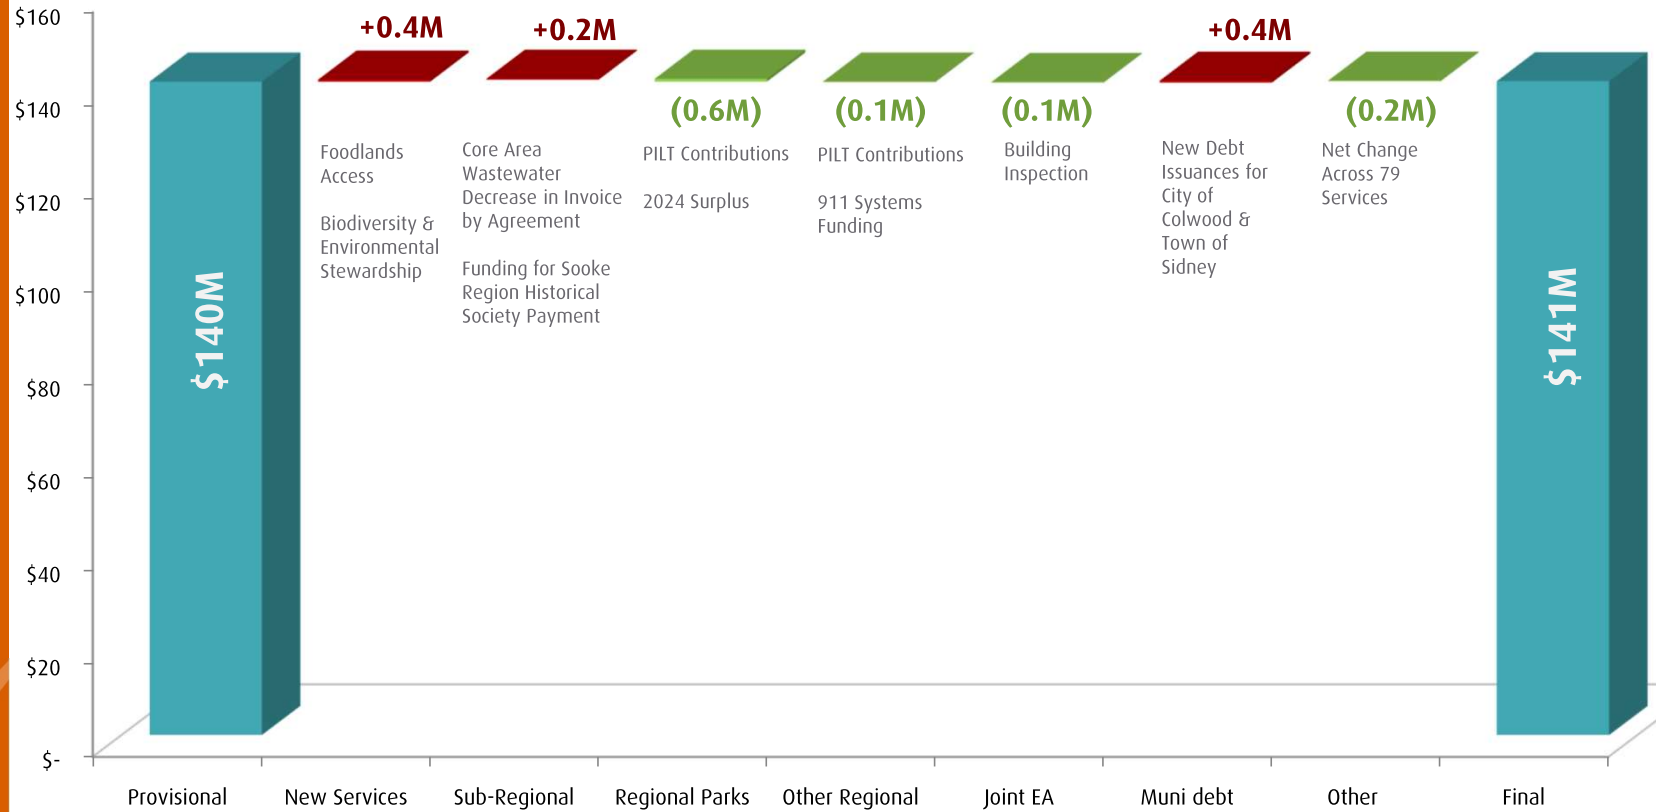 $160
$140
$120
$100
$80
$60
$40
$20
$-
$140M
+0.4M
Foodlands
Access
Biodiversity &
Environmental
Stewardship
+0.2M
Core Area
Wastewater
Decrease in Invoice
by Agreement
Funding for Sooke
Region Historical
Society Payment
(0.6M)
PILT Contributions
2024 Surplus
(0.1M)
PILT Contributions
911 Systems
Funding
(0.1M)
Building
Inspection
+0.4M
New Debt
Issuances for
City of
Colwood &
Town of
Sidney
(0.2M)
Net Change
Across 79
Services
$141M
Provisional
New Services
Sub-Regional
Regional Parks
Other Regional
Joint EA
Muni debt
Other
Final